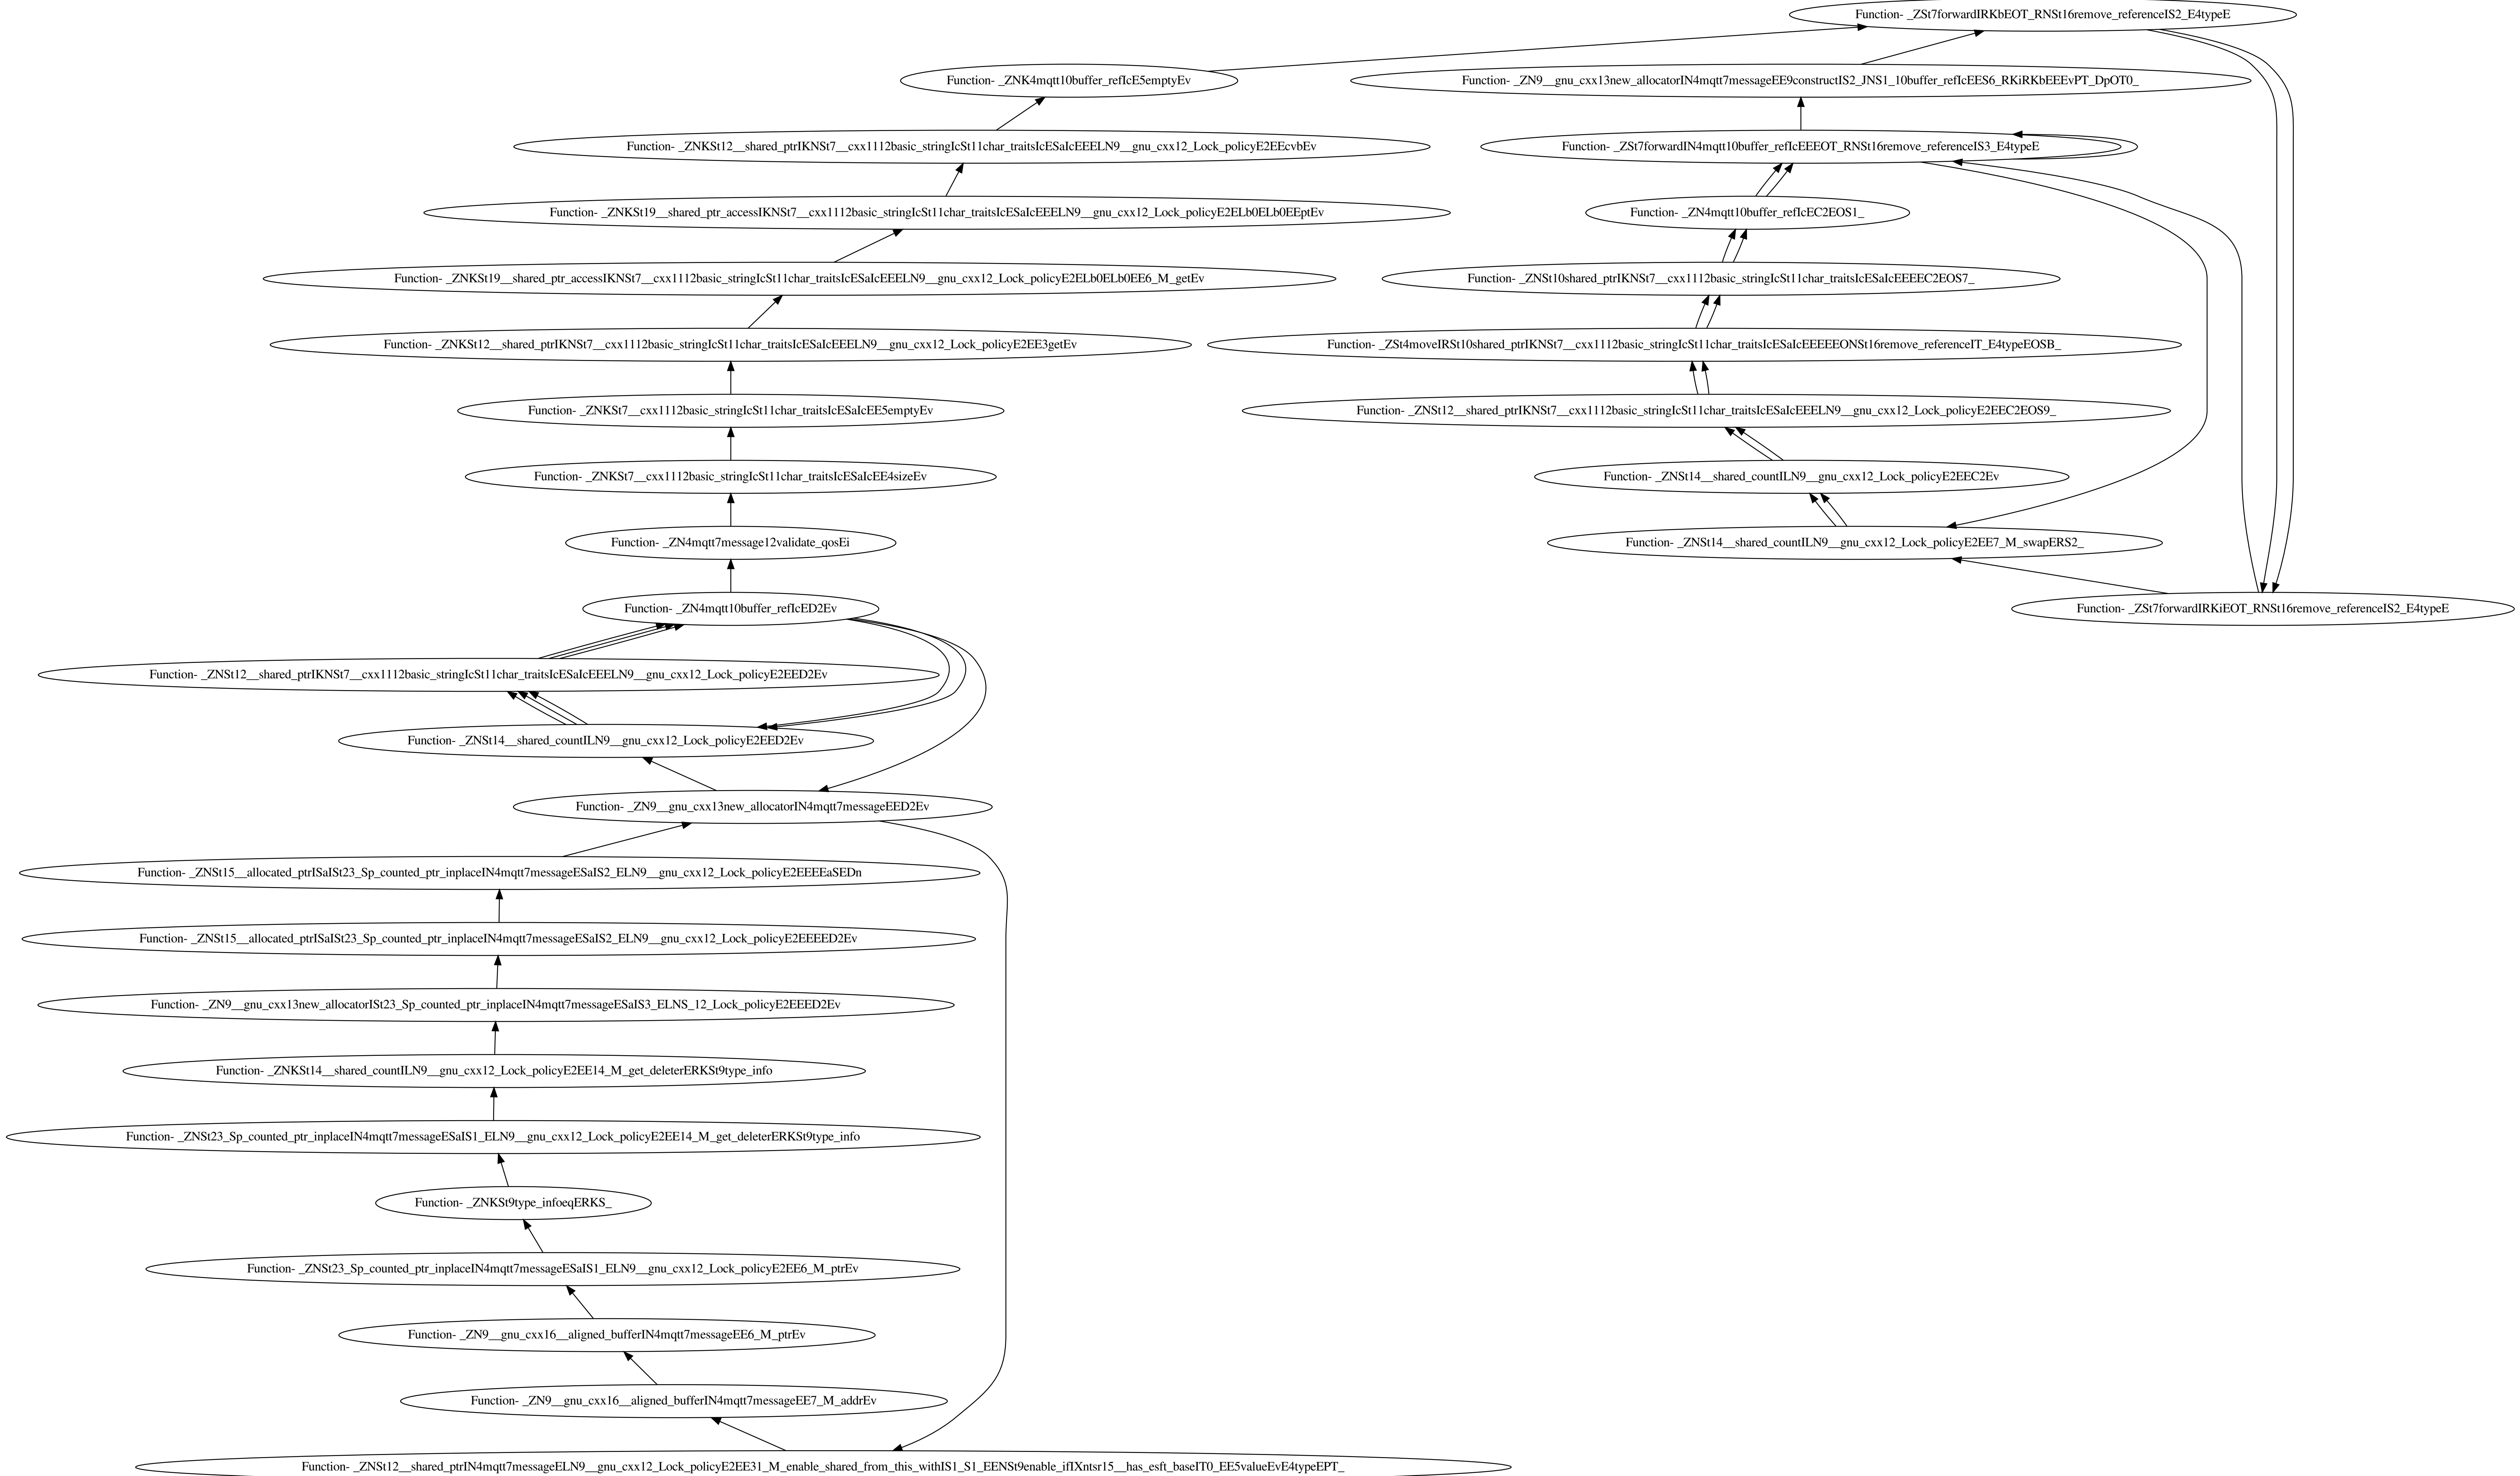 Function- _ZSt7forwardIRKbEOT_RNSt16remove_referenceIS2_E4typeE
Function- _ZNK4mqtt10buffer_refIcE5emptyEv
Function- _ZN9__gnu_cxx13new_allocatorIN4mqtt7messageEE9constructIS2_JNS1_10buffer_refIcEES6_RKiRKbEEEvPT_DpOT0_
Function- _ZNKSt12__shared_ptrIKNSt7__cxx1112basic_stringIcSt11char_traitsIcESaIcEEELN9__gnu_cxx12_Lock_policyE2EEcvbEv
Function- _ZSt7forwardIN4mqtt10buffer_refIcEEEOT_RNSt16remove_referenceIS3_E4typeE
Function- _ZNKSt19__shared_ptr_accessIKNSt7__cxx1112basic_stringIcSt11char_traitsIcESaIcEEELN9__gnu_cxx12_Lock_policyE2ELb0ELb0EEptEv
Function- _ZN4mqtt10buffer_refIcEC2EOS1_
Function- _ZNKSt19__shared_ptr_accessIKNSt7__cxx1112basic_stringIcSt11char_traitsIcESaIcEEELN9__gnu_cxx12_Lock_policyE2ELb0ELb0EE6_M_getEv
Function- _ZNSt10shared_ptrIKNSt7__cxx1112basic_stringIcSt11char_traitsIcESaIcEEEEC2EOS7_
Function- _ZNKSt12__shared_ptrIKNSt7__cxx1112basic_stringIcSt11char_traitsIcESaIcEEELN9__gnu_cxx12_Lock_policyE2EE3getEv
Function- _ZSt4moveIRSt10shared_ptrIKNSt7__cxx1112basic_stringIcSt11char_traitsIcESaIcEEEEEONSt16remove_referenceIT_E4typeEOSB_
Function- _ZNKSt7__cxx1112basic_stringIcSt11char_traitsIcESaIcEE5emptyEv
Function- _ZNSt12__shared_ptrIKNSt7__cxx1112basic_stringIcSt11char_traitsIcESaIcEEELN9__gnu_cxx12_Lock_policyE2EEC2EOS9_
Function- _ZNKSt7__cxx1112basic_stringIcSt11char_traitsIcESaIcEE4sizeEv
Function- _ZNSt14__shared_countILN9__gnu_cxx12_Lock_policyE2EEC2Ev
Function- _ZN4mqtt7message12validate_qosEi
Function- _ZNSt14__shared_countILN9__gnu_cxx12_Lock_policyE2EE7_M_swapERS2_
Function- _ZN4mqtt10buffer_refIcED2Ev
Function- _ZSt7forwardIRKiEOT_RNSt16remove_referenceIS2_E4typeE
Function- _ZNSt12__shared_ptrIKNSt7__cxx1112basic_stringIcSt11char_traitsIcESaIcEEELN9__gnu_cxx12_Lock_policyE2EED2Ev
Function- _ZNSt14__shared_countILN9__gnu_cxx12_Lock_policyE2EED2Ev
Function- _ZN9__gnu_cxx13new_allocatorIN4mqtt7messageEED2Ev
Function- _ZNSt15__allocated_ptrISaISt23_Sp_counted_ptr_inplaceIN4mqtt7messageESaIS2_ELN9__gnu_cxx12_Lock_policyE2EEEEaSEDn
Function- _ZNSt15__allocated_ptrISaISt23_Sp_counted_ptr_inplaceIN4mqtt7messageESaIS2_ELN9__gnu_cxx12_Lock_policyE2EEEED2Ev
Function- _ZN9__gnu_cxx13new_allocatorISt23_Sp_counted_ptr_inplaceIN4mqtt7messageESaIS3_ELNS_12_Lock_policyE2EEED2Ev
Function- _ZNKSt14__shared_countILN9__gnu_cxx12_Lock_policyE2EE14_M_get_deleterERKSt9type_info
Function- _ZNSt23_Sp_counted_ptr_inplaceIN4mqtt7messageESaIS1_ELN9__gnu_cxx12_Lock_policyE2EE14_M_get_deleterERKSt9type_info
Function- _ZNKSt9type_infoeqERKS_
Function- _ZNSt23_Sp_counted_ptr_inplaceIN4mqtt7messageESaIS1_ELN9__gnu_cxx12_Lock_policyE2EE6_M_ptrEv
Function- _ZN9__gnu_cxx16__aligned_bufferIN4mqtt7messageEE6_M_ptrEv
Function- _ZN9__gnu_cxx16__aligned_bufferIN4mqtt7messageEE7_M_addrEv
Function- _ZNSt12__shared_ptrIN4mqtt7messageELN9__gnu_cxx12_Lock_policyE2EE31_M_enable_shared_from_this_withIS1_S1_EENSt9enable_ifIXntsr15__has_esft_baseIT0_EE5valueEvE4typeEPT_